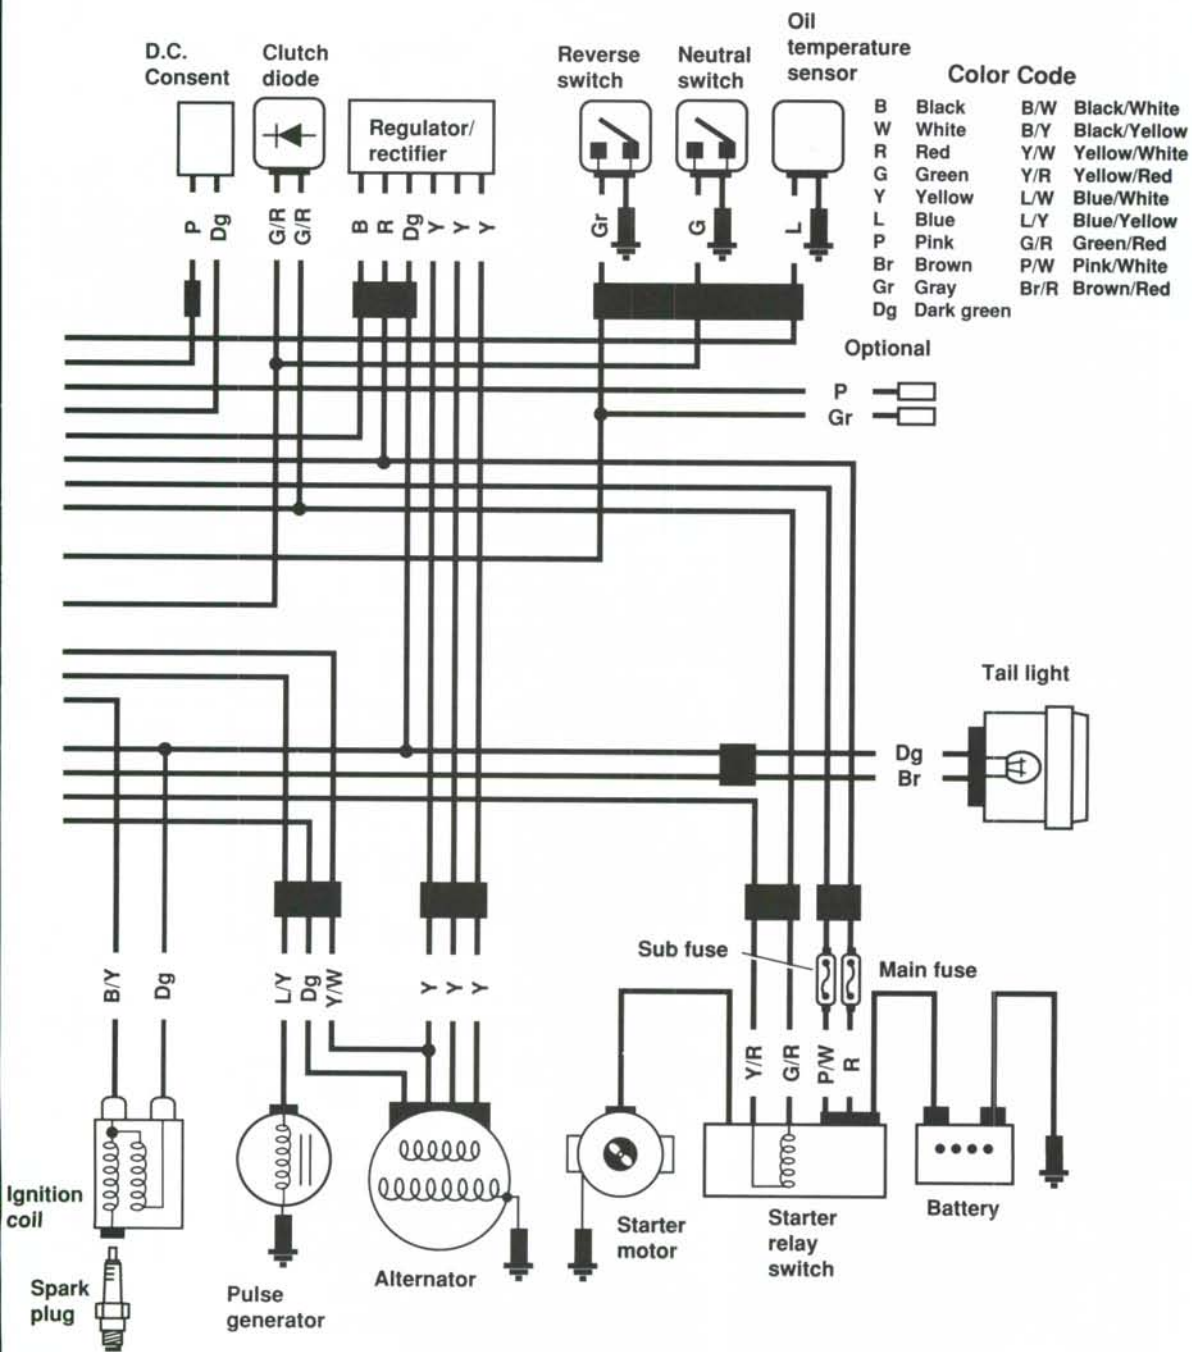 D.C.
Consent
Clutch
diode
Regulator/
rectifier
Reverse
switch
Neutral
switch
Oil
temperature
sensor
Color Code
B Black B/W Black/White
W White B/Y Black/Yellow
R Red Y/W Yellow/White
G Green Y/R Yellow/Red
Y Yellow L/W Blue/White
L Blue L/Y Blue/Yellow
P Pink G/R Green/Red
Br Brown P/W Pink/White
Gr Gray Br/R Brown/Red
Dg Dark green
P
Dg
G/R
G/R
B
R
Dg
Y
Y
Y
Gr
G
L
Optional
P
Gr
Tail light
Dg
Br
Sub fuse
Main fuse
B/Y
Dg
L/Y
Dg
Y/W
Y
Y
Y
Y/R
G/R
P/W
R
Ignition
coil
Spark
plug
Pulse
generator
Alternator
Starter
motor
Starter
relay
switch
Battery